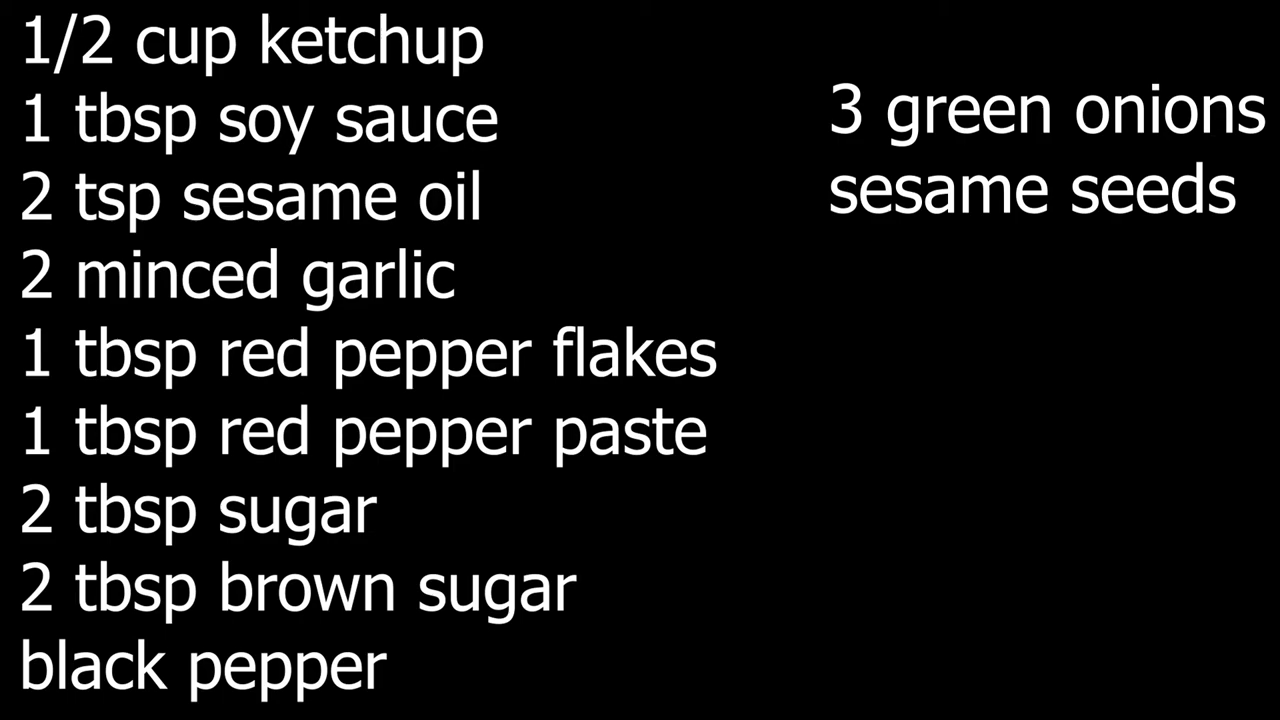 1/2 cup ketchup
1 tbsp soy sauce
2 tsp sesame oil
2 minced garlic
1 tbsp red pepper flakes
1 tbsp red pepper paste
2 tbsp sugar
2 tbsp brown sugar
black pepper
3 green onions
sesame seeds